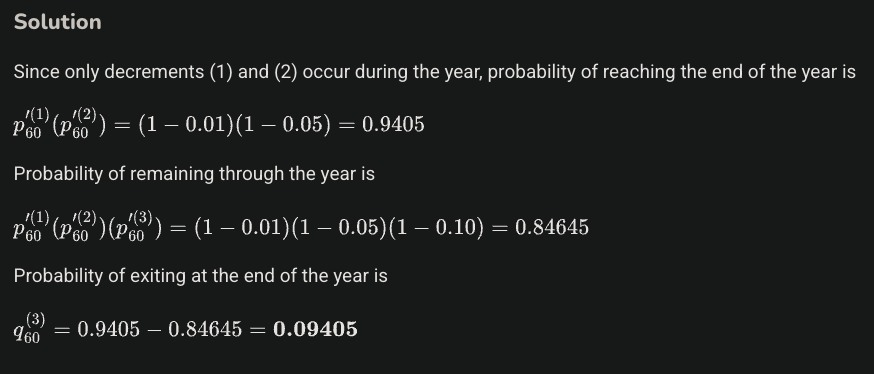 Solution
Since only decrements (1) and (2) occur during the year, probability of reaching the end of the year is
$p_{60}^{\prime(1)}(p_{60}^{\prime(2)}) = (1 - 0.01)(1 - 0.05) = 0.9405$
Probability of remaining through the year is
$p_{60}^{\prime(1)}(p_{60}^{\prime(2)})(p_{60}^{\prime(3)}) = (1 - 0.01)(1 - 0.05)(1 - 0.10) = 0.84645$
Probability of exiting at the end of the year is
$q_{60}^{(3)} = 0.9405 - 0.84645 = \mathbf{0.09405}$